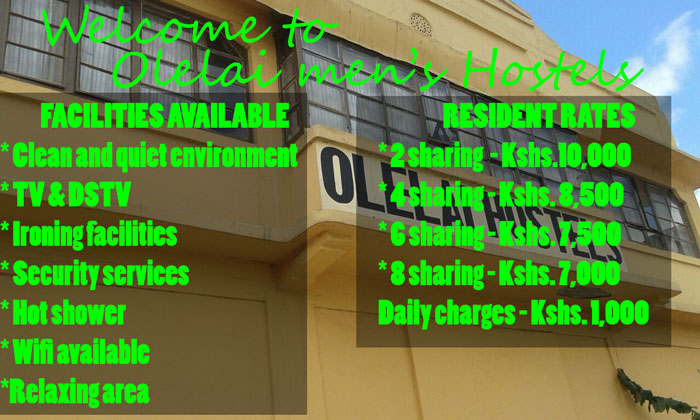 Welcome to
Olelai men's Hostels
FACILITIES AVAILABLE
* Clean and quiet environment
* TV & DSTV
* Ironing facilities
* Security services
* Hot shower
* Wifi available
*Relaxing area
RESIDENT RATES
* 2 sharing - Kshs.10,000
* 4 sharing - Kshs. 8,500
* 6 sharing - Kshs. 7,500
* 8 sharing - Kshs. 7,000
Daily charges - Kshs. 1,000
OLELAI HOSTELS